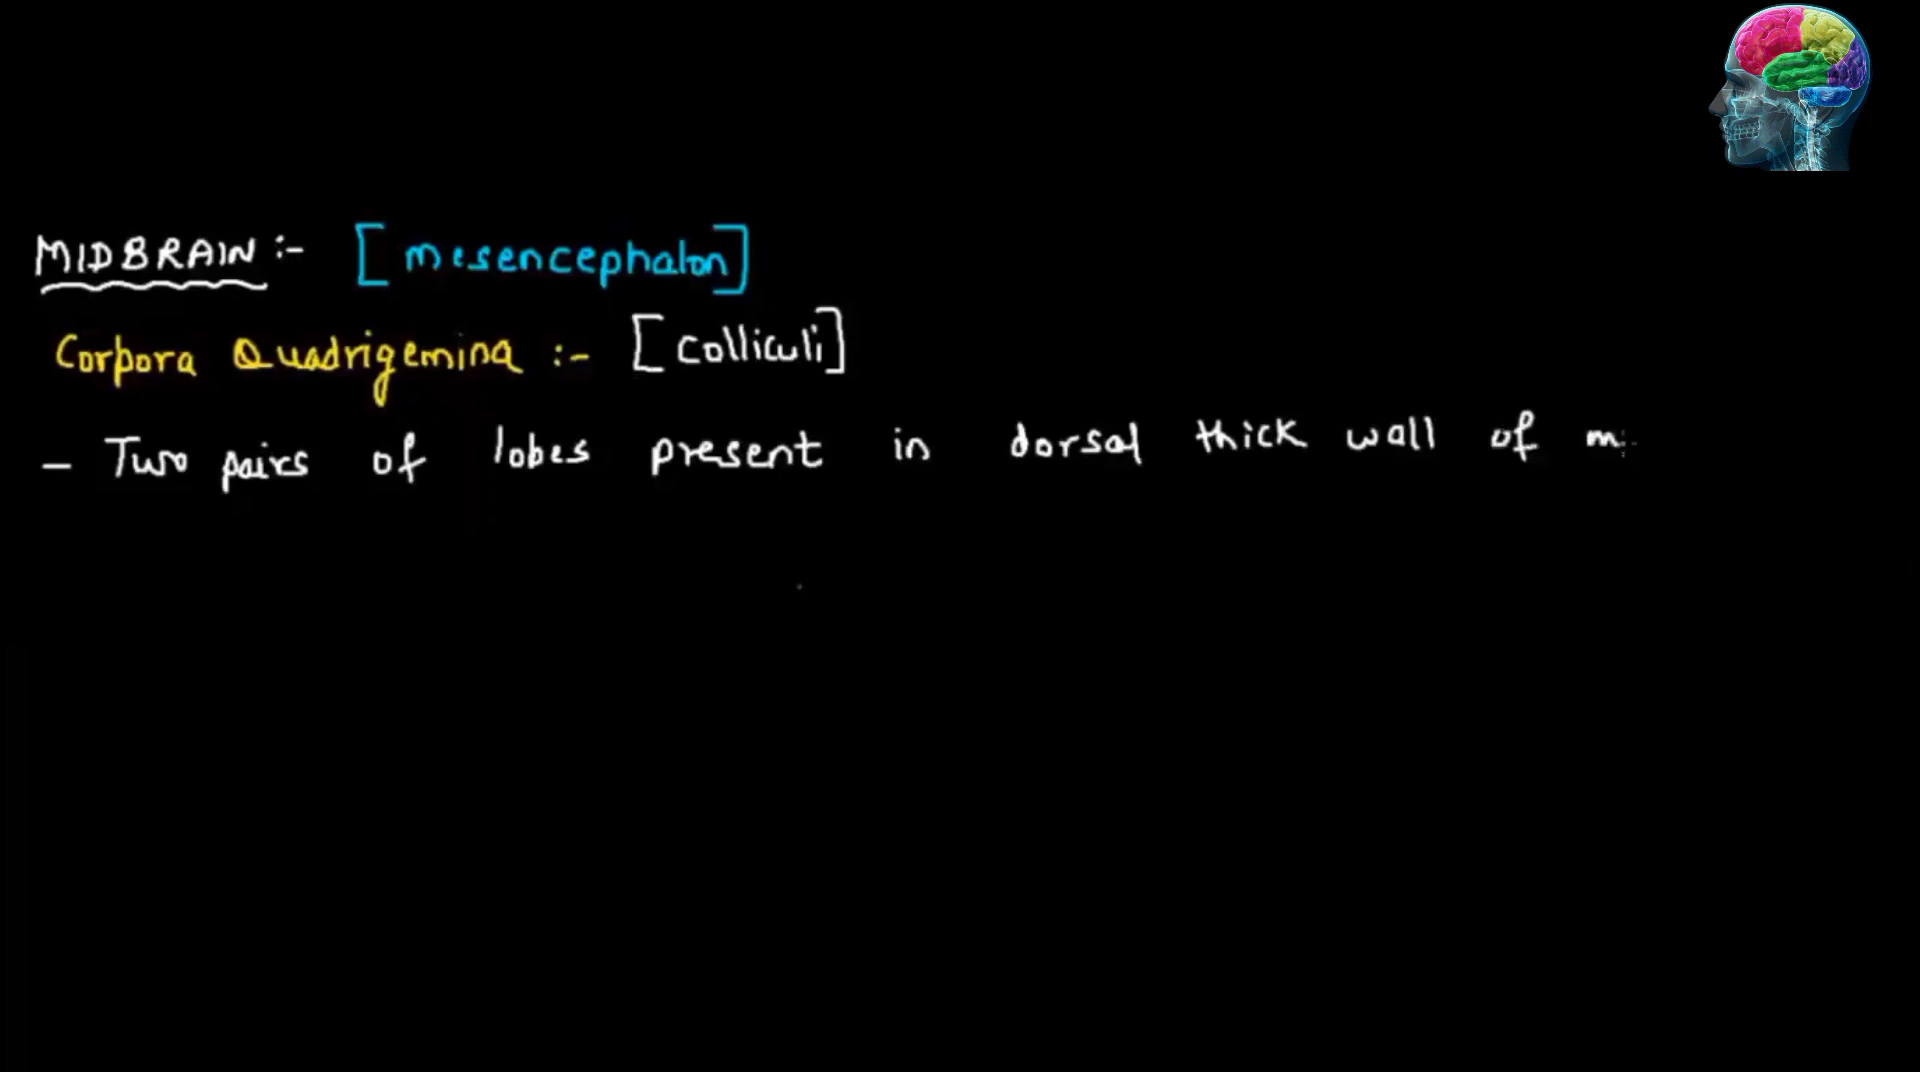 MIDBRAIN :- [mesencephalon]
Corpora Quadrigemina :- [colliculi]
- Two pairs of lobes present in dorsal thick wall of m